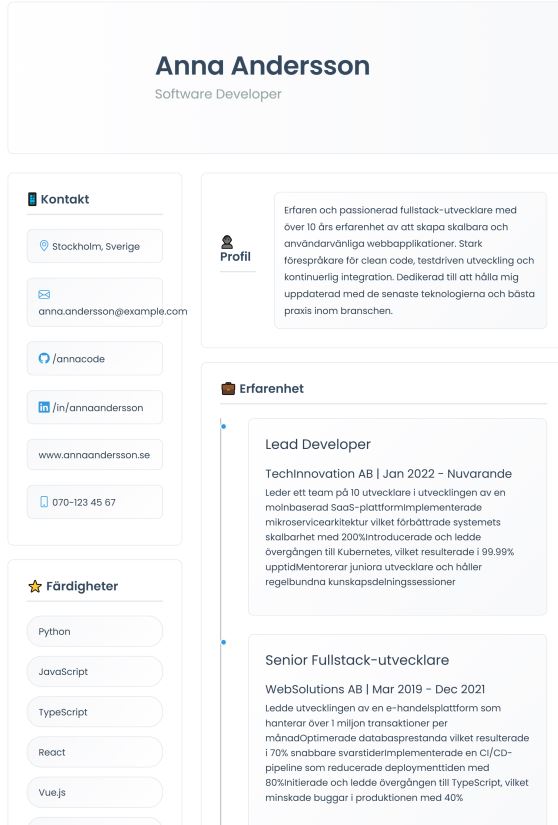 Anna Andersson
Software Developer
Kontakt
Stockholm, Sverige
anna.andersson@example.com
/annacode
/in/annaandersson
www.annaandersson.se
070-123 45 67
Färdigheter
Python
JavaScript
TypeScript
React
Vue.js
Profil
Erfaren och passionerad fullstack-utvecklare med
över 10 års erfarenhet av att skapa skalbara och
användarvänliga webbapplikationer. Stark
förespråkare för clean code, testdriven utveckling och
kontinuerlig integration. Dedikerad till att hålla mig
uppdaterad med de senaste teknologierna och bästa
praxis inom branschen.
Erfarenhet
Lead Developer
TechInnovation AB | Jan 2022 - Nuvarande
Leder ett team på 10 utvecklare i utvecklingen av en
molnbaserad SaaS-plattformImplementerade
mikroservicearkitektur vilket förbättrade systemets
skalbarhet med 200%Introducerade och ledde
övergången till Kubernetes, vilket resulterade i 99.99%
upptidMentorerar juniora utvecklare och håller
regelbundna kunskapsdelningssessioner
Senior Fullstack-utvecklare
WebSolutions AB | Mar 2019 - Dec 2021
Ledde utvecklingen av en e-handelsplattform som
hanterar över 1 miljon transaktioner per
månadOptimerade databasprestanda vilket resulterade
i 70% snabbare svarstiderImplementerade en CI/CD-
pipeline som reducerade deploymenttiden med
80%Initierade och ledde övergången till TypeScript, vilket
minskade buggar i produktionen med 40%